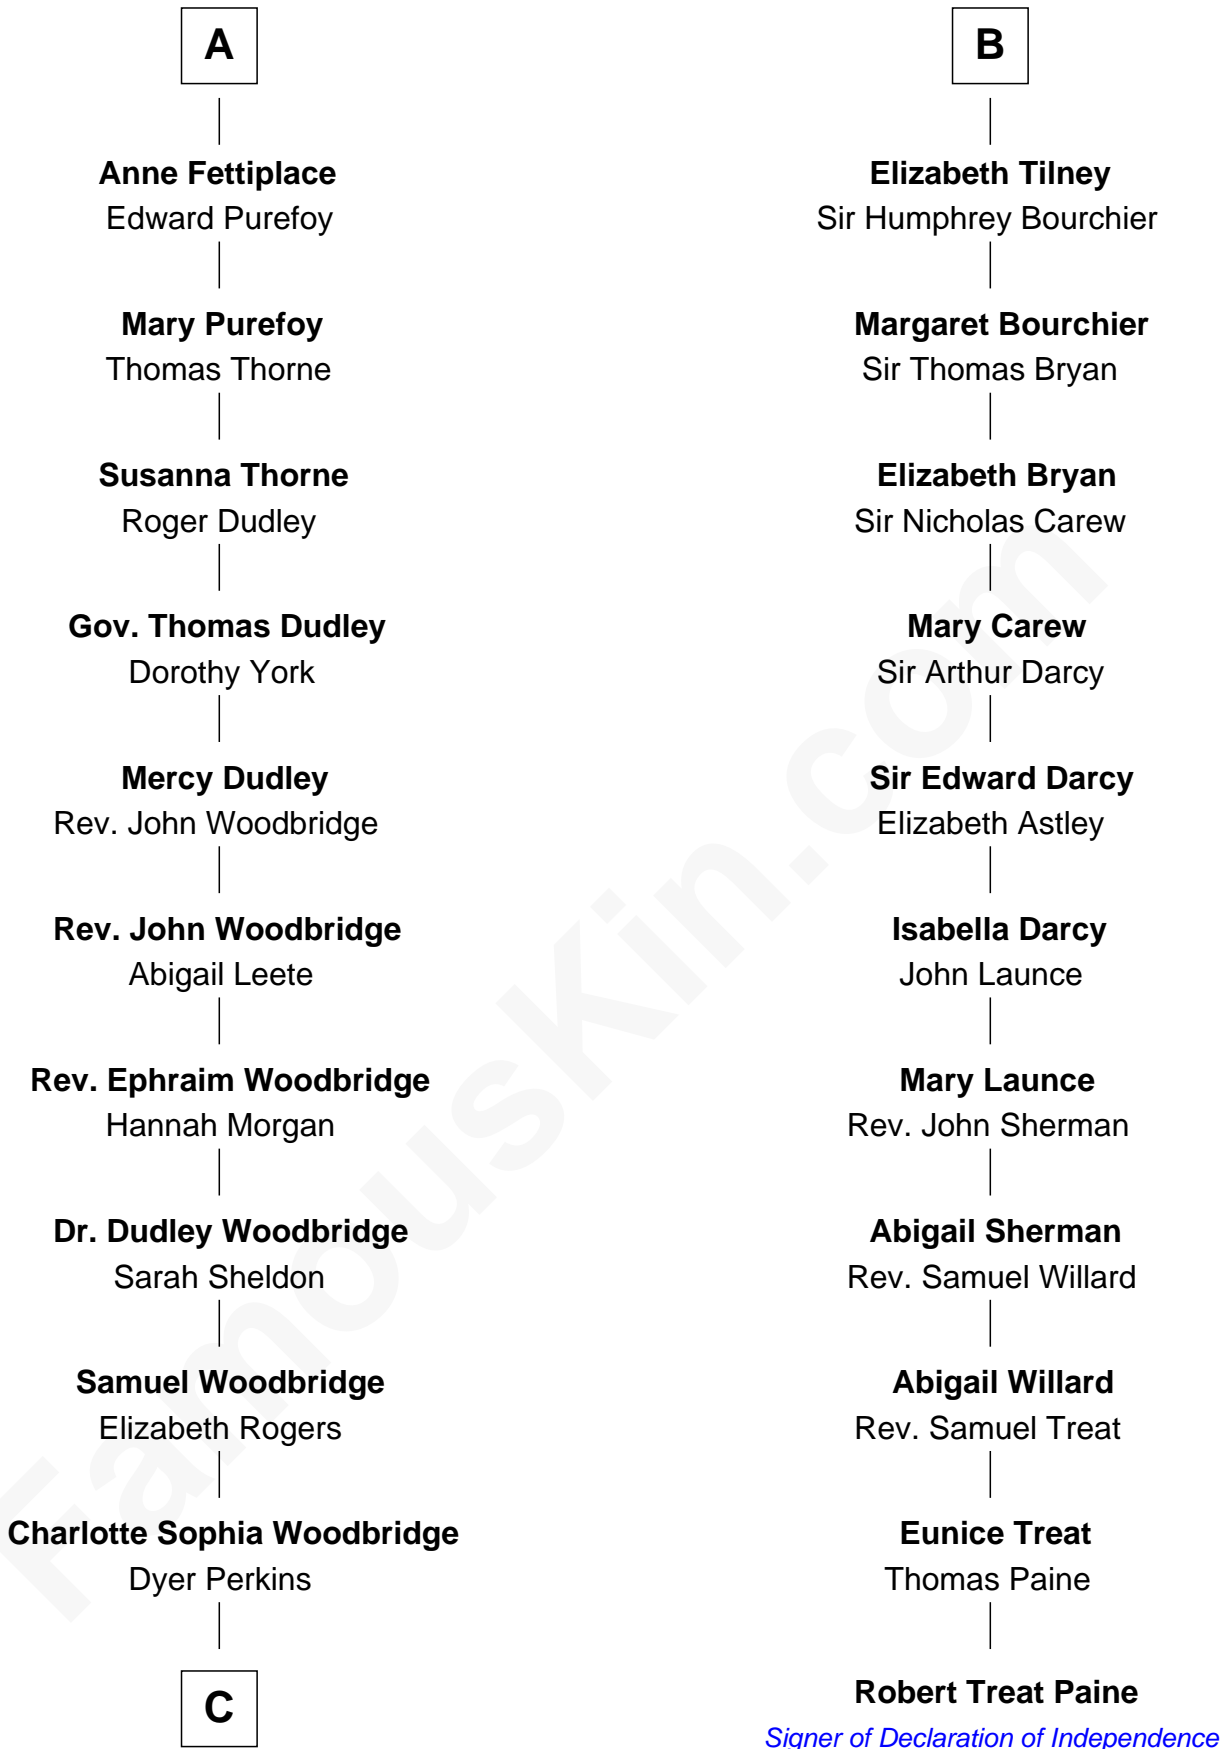 A
Anne Fettiplace
Edward Purefoy
Mary Purefoy
Thomas Thorne
Susanna Thorne
Roger Dudley
Gov. Thomas Dudley
Dorothy York
Mercy Dudley
Rev. John Woodbridge
Rev. John Woodbridge
Abigail Leete
Rev. Ephraim Woodbridge
Hannah Morgan
Dr. Dudley Woodbridge
Sarah Sheldon
Samuel Woodbridge
Elizabeth Rogers
Charlotte Sophia Woodbridge
Dyer Perkins
C
B
Elizabeth Tilney
Sir Humphrey Bourchier
Margaret Bourchier
Sir Thomas Bryan
Elizabeth Bryan
Sir Nicholas Carew
Mary Carew
Sir Arthur Darcy
Sir Edward Darcy
Elizabeth Astley
Isabella Darcy
John Launce
Mary Launce
Rev. John Sherman
Abigail Sherman
Rev. Samuel Willard
Abigail Willard
Rev. Samuel Treat
Eunice Treat
Thomas Paine
Robert Treat Paine
Signer of Declaration of Independence
FamousKin.com